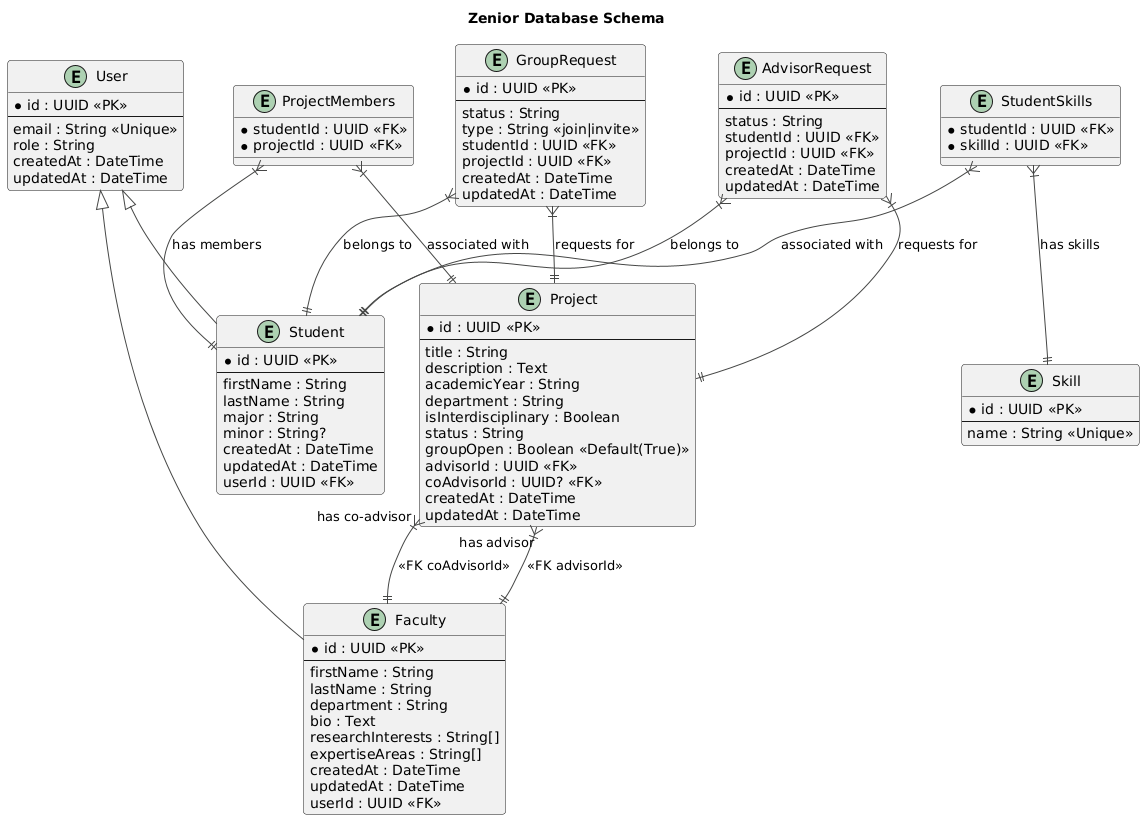 Zenior Database Schema
E User
* id : UUID «PK»
email : String «Unique»
role : String
createdAt : DateTime
updatedAt : DateTime
E ProjectMembers
* studentId : UUID «FK»
* projectId : UUID «FK»
E GroupRequest
* id : UUID «PK»
status : String
type : String «join|invite»
studentId : UUID «FK»
projectId : UUID «FK»
createdAt : DateTime
updatedAt : DateTime
E AdvisorRequest
* id : UUID «PK»
status : String
studentId : UUID «FK»
projectId : UUID «FK»
createdAt : DateTime
updatedAt : DateTime
E StudentSkills
* studentId : UUID «FK»
* skillId : UUID «FK»
has members
belongs to
associated with
requests for
belongs to
associated with
requests for
has skills
E Student
* id : UUID «PK»
firstName : String
lastName : String
major : String
minor : String?
createdAt : DateTime
updatedAt : DateTime
userId : UUID «FK»
E Project
* id : UUID «PK»
title : String
description : Text
academicYear : String
department : String
isInterdisciplinary : Boolean
status : String
groupOpen : Boolean «Default(True)»
advisorId : UUID «FK»
coAdvisorId : UUID? «FK»
createdAt : DateTime
updatedAt : DateTime
E Skill
* id : UUID «PK»
name : String «Unique»
has co-advisor
has advisor
«FK coAdvisorId»
«FK advisorId»
E Faculty
* id : UUID «PK»
firstName : String
lastName : String
department : String
bio : Text
researchInterests : String[]
expertiseAreas : String[]
createdAt : DateTime
updatedAt : DateTime
userId : UUID «FK»